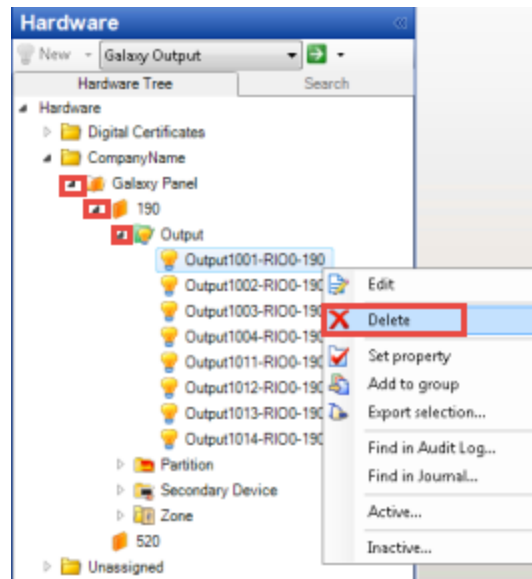 Hardware
New
Galaxy Output
Hardware Tree
Search
Hardware
Digital Certificates
CompanyName
Galaxy Panel
190
Output
Output1001-RIO0-190
Output1002-RIO0-190
Output1003-RIO0-190
Output1004-RIO0-190
Output1011-RIO0-190
Output1012-RIO0-190
Output1013-RIO0-190
Output1014-RIO0-190
Partition
Secondary Device
Zone
520
Unassigned
Edit
Delete
Set property
Add to group
Export selection...
Find in Audit Log...
Find in Journal...
Active...
Inactive...